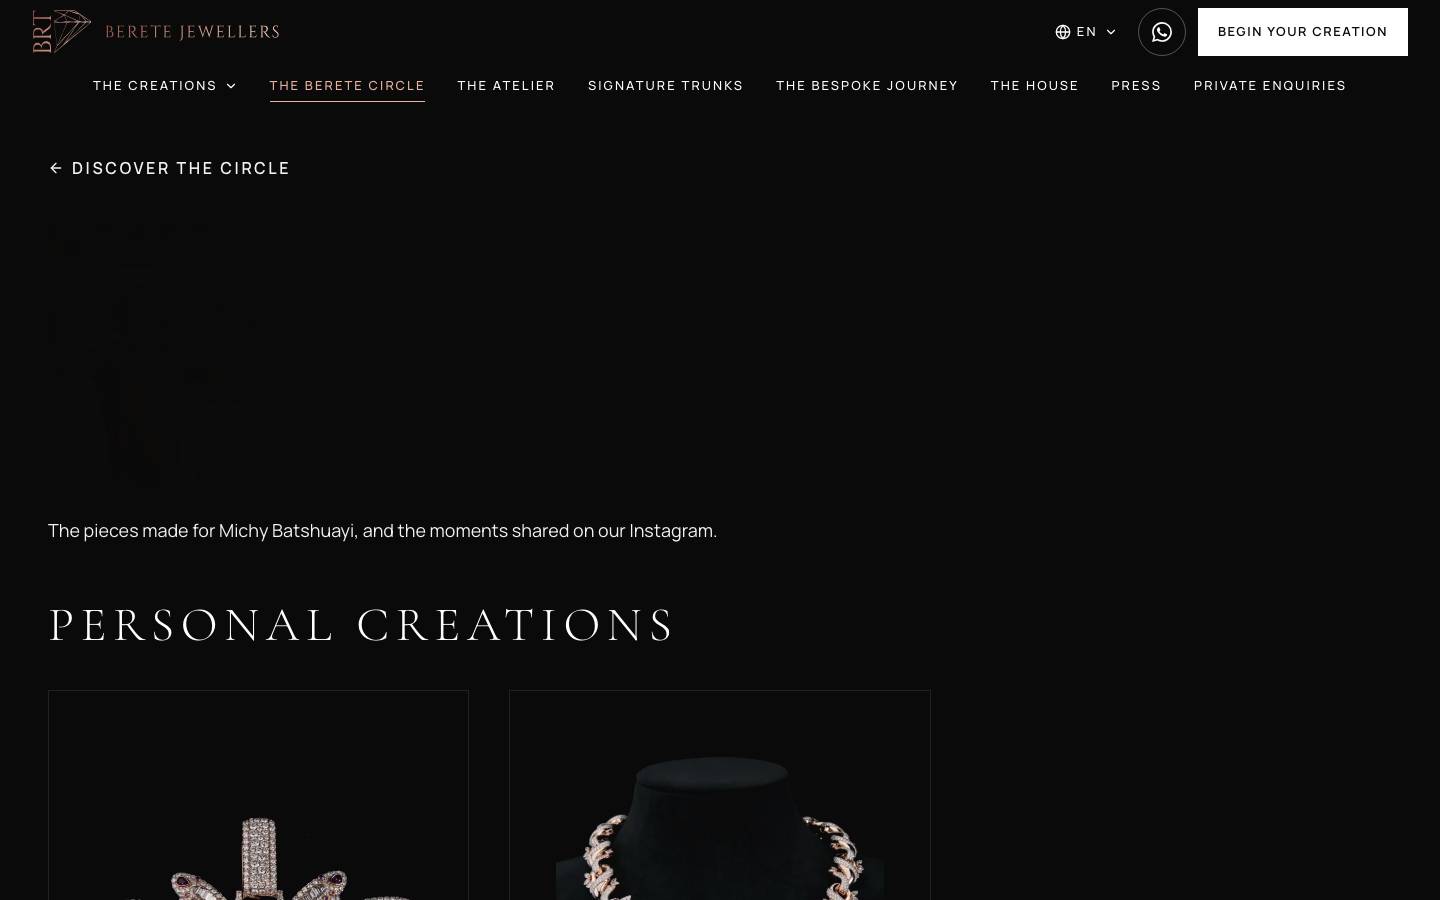 BRT
BERETE JEWELLERS
EN
BEGIN YOUR CREATION
THE CREATIONS
THE BERETE CIRCLE
THE ATELIER
SIGNATURE TRUNKS
THE BESPOKE JOURNEY
THE HOUSE
PRESS
PRIVATE ENQUIRIES
← DISCOVER THE CIRCLE
The pieces made for Michy Batshuayi, and the moments shared on our Instagram.
PERSONAL CREATIONS